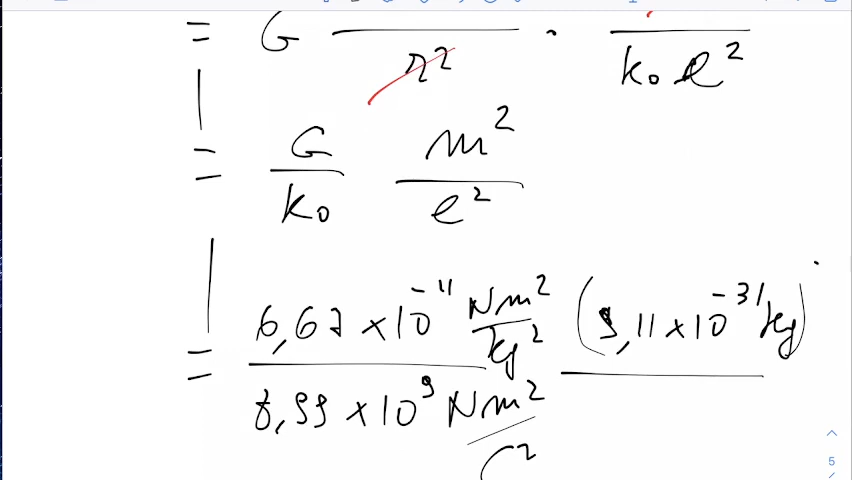 = G / r² · / k₀ e²
= G/k₀ m²/e²
= 6,67 × 10⁻¹¹ Nm²/kg² (9,11 × 10⁻³¹ kg)
8,99 × 10⁹ Nm²/C²
5